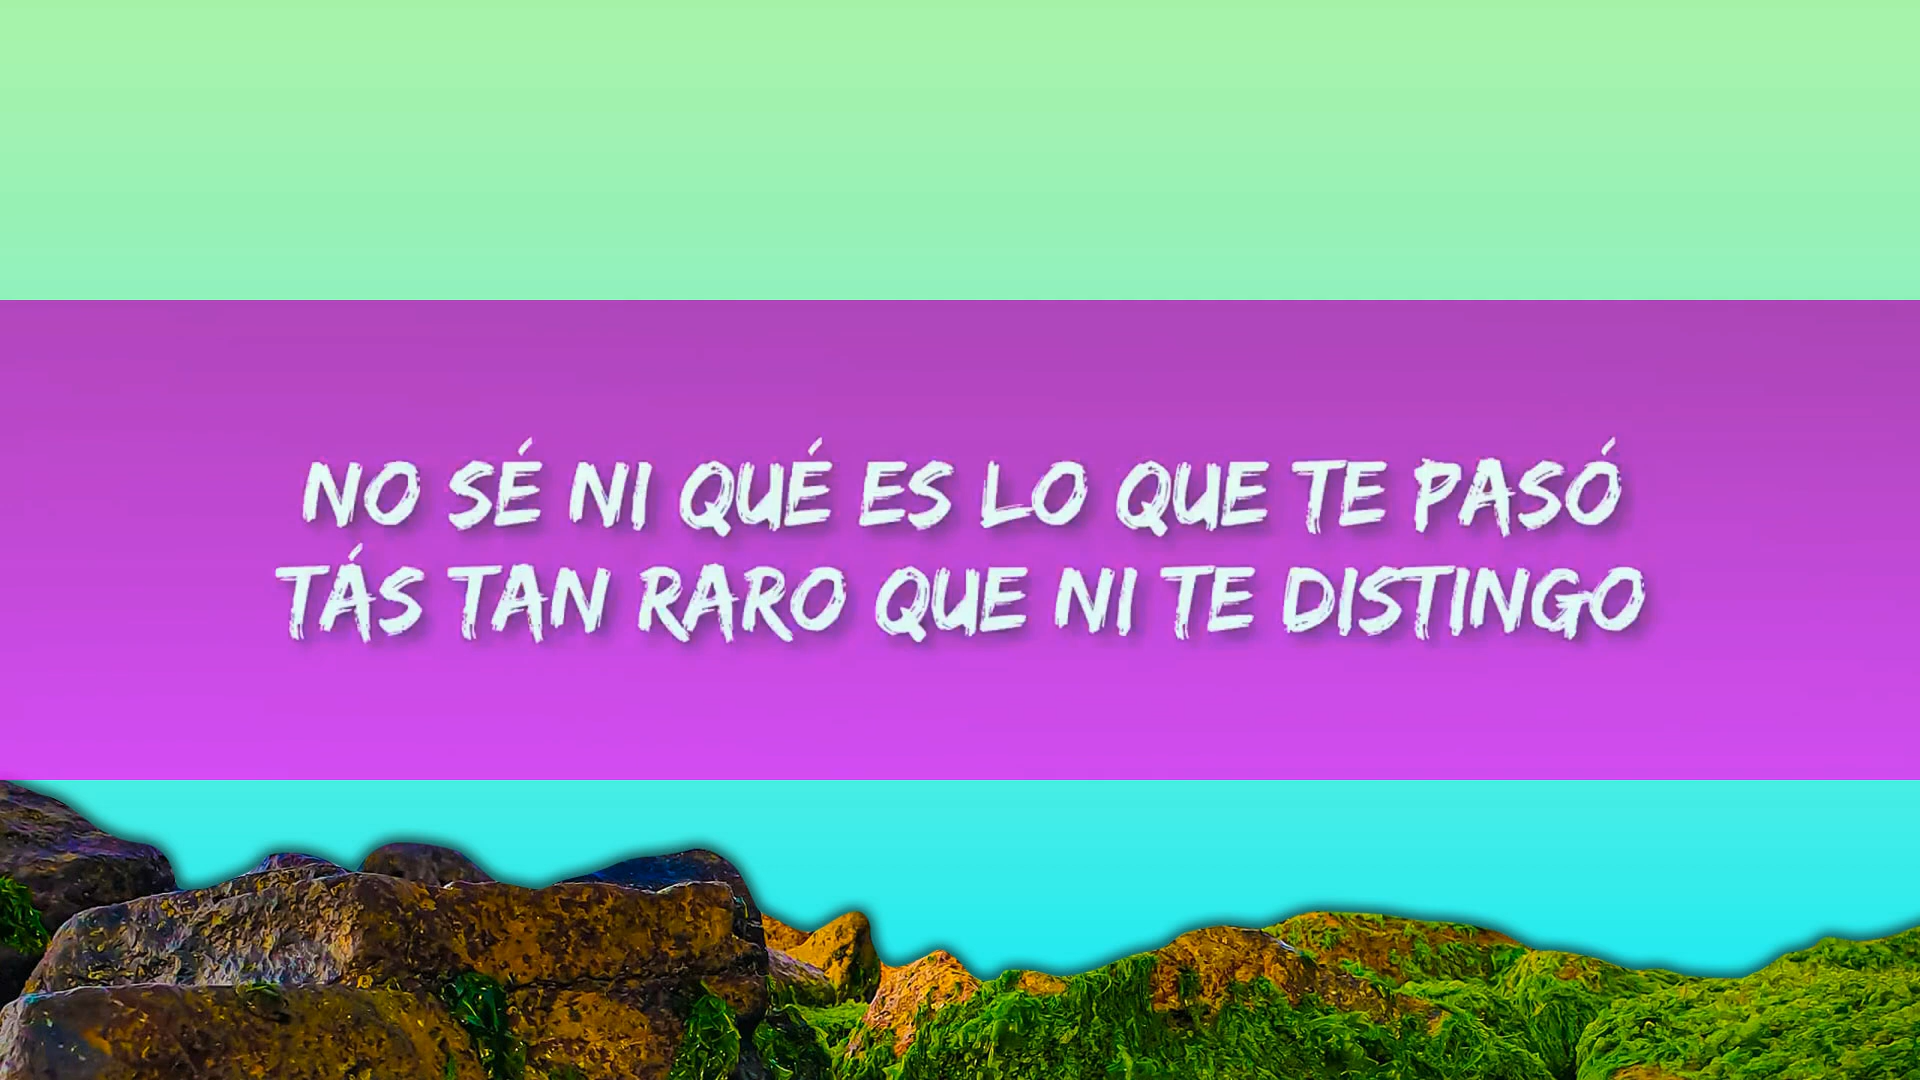 NO SÉ NI QUÉ ES LO QUE TE PASÓ
TÁS TAN RARO QUE NI TE DISTINGO